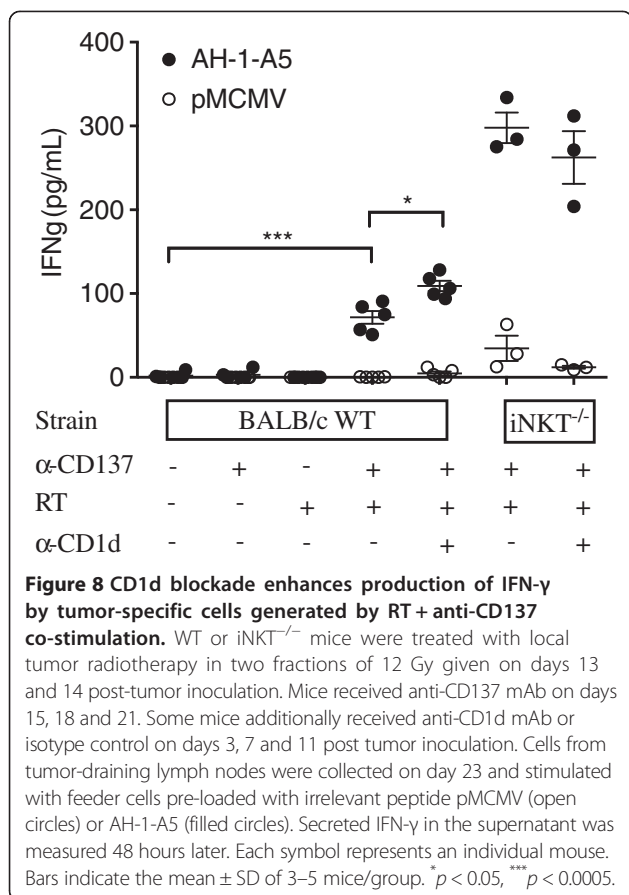 400
AH-1-A5
pMCMV
300
200
100
0
IFNg (pg/mL)
***
*
Strain BALB/c WT iNKT-/-
α-CD137 - + - + + + +
RT - - + + + + +
α-CD1d - - - - + - +
Figure 8 CD1d blockade enhances production of IFN-γ
by tumor-specific cells generated by RT + anti-CD137
co-stimulation. WT or iNKT−/− mice were treated with local
tumor radiotherapy in two fractions of 12 Gy given on days 13
and 14 post-tumor inoculation. Mice received anti-CD137 mAb on days
15, 18 and 21. Some mice additionally received anti-CD1d mAb or
isotype control on days 3, 7 and 11 post tumor inoculation. Cells from
tumor-draining lymph nodes were collected on day 23 and stimulated
with feeder cells pre-loaded with irrelevant peptide pMCMV (open
circles) or AH-1-A5 (filled circles). Secreted IFN-γ in the supernatant was
measured 48 hours later. Each symbol represents an individual mouse.
Bars indicate the mean ± SD of 3–5 mice/group. *p < 0.05, ***p < 0.0005.